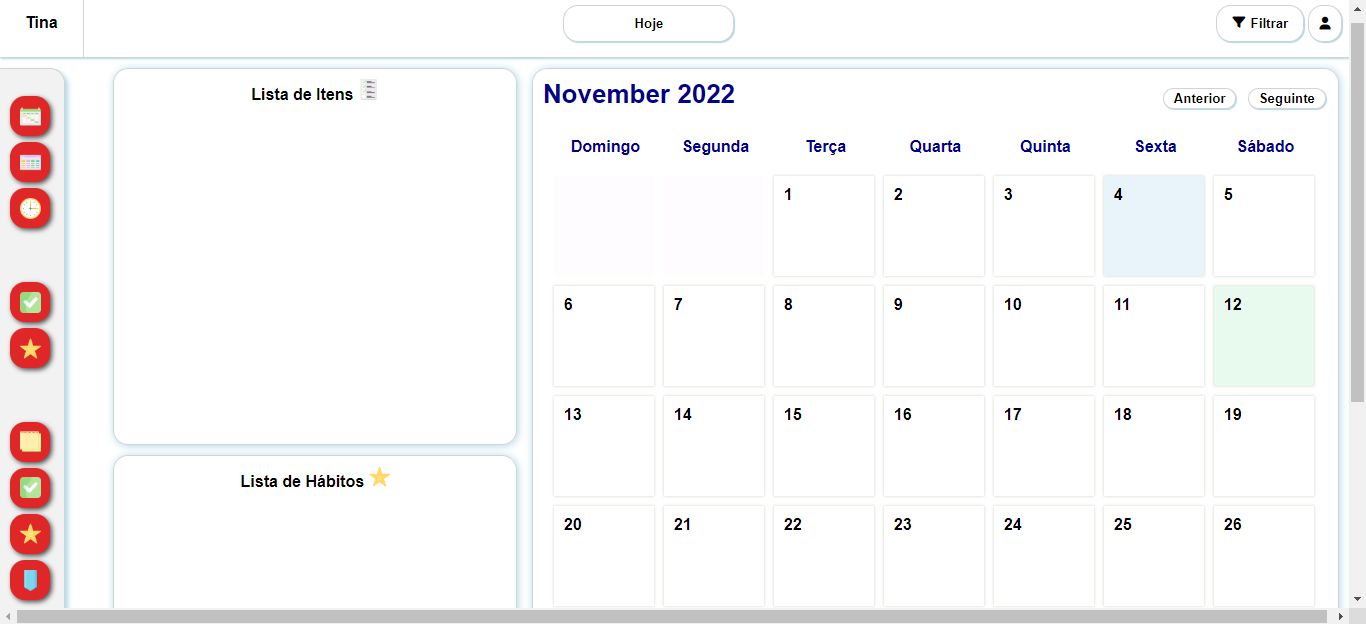 Tina
Hoje
Filtrar
Lista de Itens
Lista de Hábitos
November 2022
Anterior Seguinte
Domingo Segunda Terça Quarta Quinta Sexta Sábado
1 2 3 4 5
6 7 8 9 10 11 12
13 14 15 16 17 18 19
20 21 22 23 24 25 26